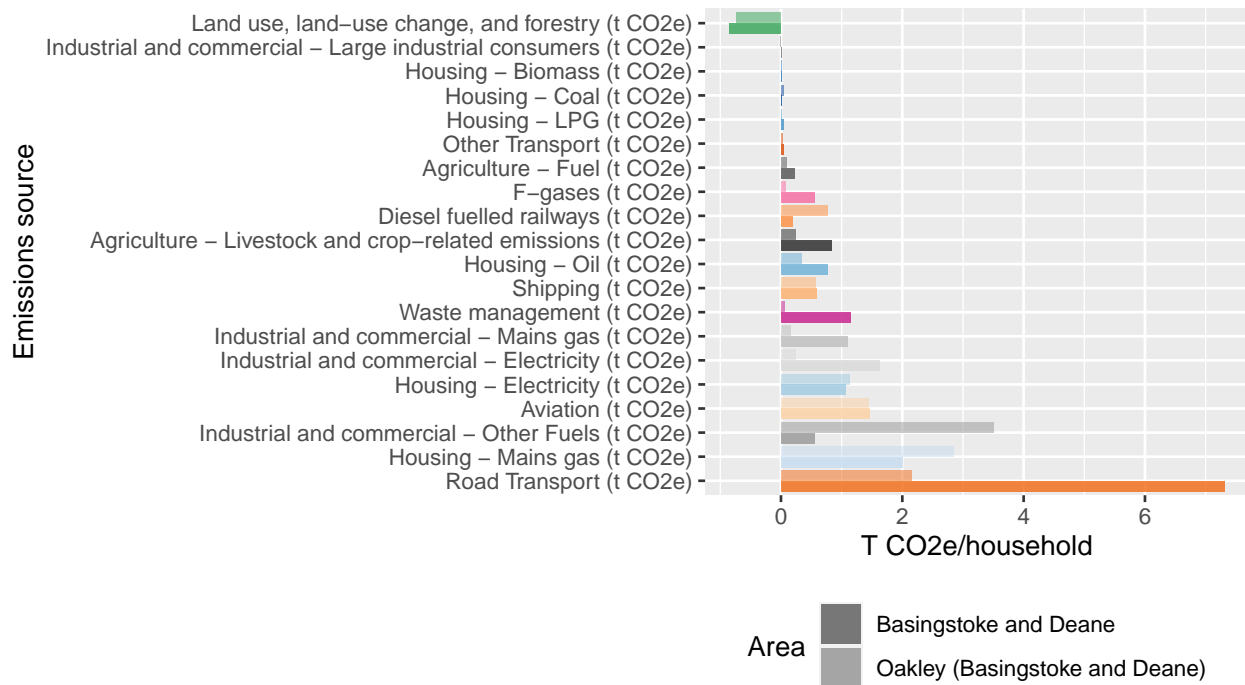 Land use, land−use change, and forestry (t CO2e)
Industrial and commercial − Large industrial consumers (t CO2e)
Housing − Biomass (t CO2e)
Housing − Coal (t CO2e)
Housing − LPG (t CO2e)
Other Transport (t CO2e)
Agriculture − Fuel (t CO2e)
F−gases (t CO2e)
Diesel fuelled railways (t CO2e)
Agriculture − Livestock and crop−related emissions (t CO2e)
Housing − Oil (t CO2e)
Shipping (t CO2e)
Waste management (t CO2e)
Industrial and commercial − Mains gas (t CO2e)
Industrial and commercial − Electricity (t CO2e)
Housing − Electricity (t CO2e)
Aviation (t CO2e)
Industrial and commercial − Other Fuels (t CO2e)
Housing − Mains gas (t CO2e)
Road Transport (t CO2e)
Emissions source
0 2 4 6
T CO2e/household
Area
Basingstoke and Deane
Oakley (Basingstoke and Deane)